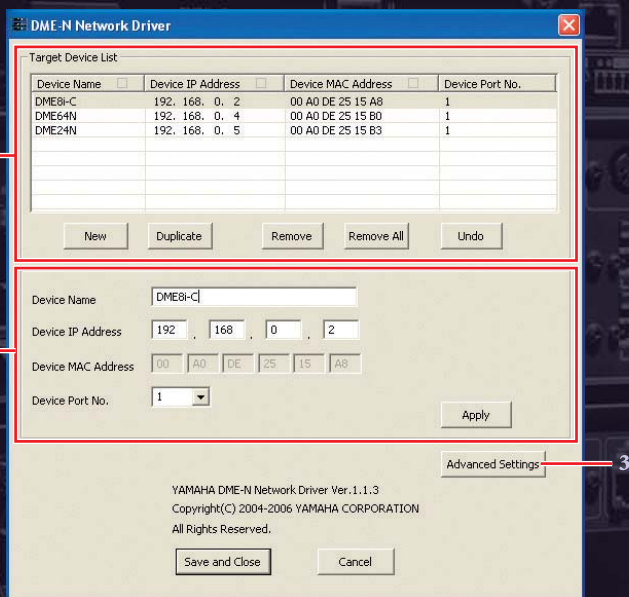 DME-N Network Driver
Target Device List
Device Name Device IP Address Device MAC Address Device Port No.
DME8i-C 192. 168. 0. 2 00 A0 DE 25 15 A8 1
DME64N 192. 168. 0. 4 00 A0 DE 25 15 B0 1
DME24N 192. 168. 0. 5 00 A0 DE 25 15 B3 1
New Duplicate Remove Remove All Undo
Device Name DME8i-C
Device IP Address 192 . 168 . 0 . 2
Device MAC Address 00 A0 DE 25 15 A8
Device Port No. 1
Apply
Advanced Settings 3
YAMAHA DME-N Network Driver Ver.1.1.3
Copyright(C) 2004-2006 YAMAHA CORPORATION
All Rights Reserved.
Save and Close Cancel